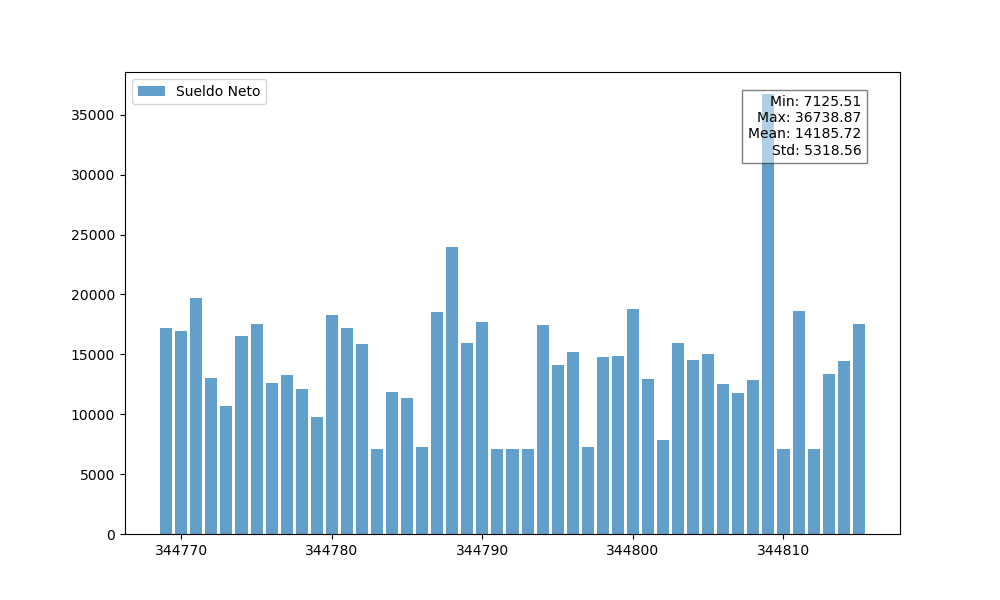 Sueldo Neto
Min: 7125.51
Max: 36738.87
Mean: 14185.72
Std: 5318.56
35000
30000
25000
20000
15000
10000
5000
0
344770 344780 344790 344800 344810